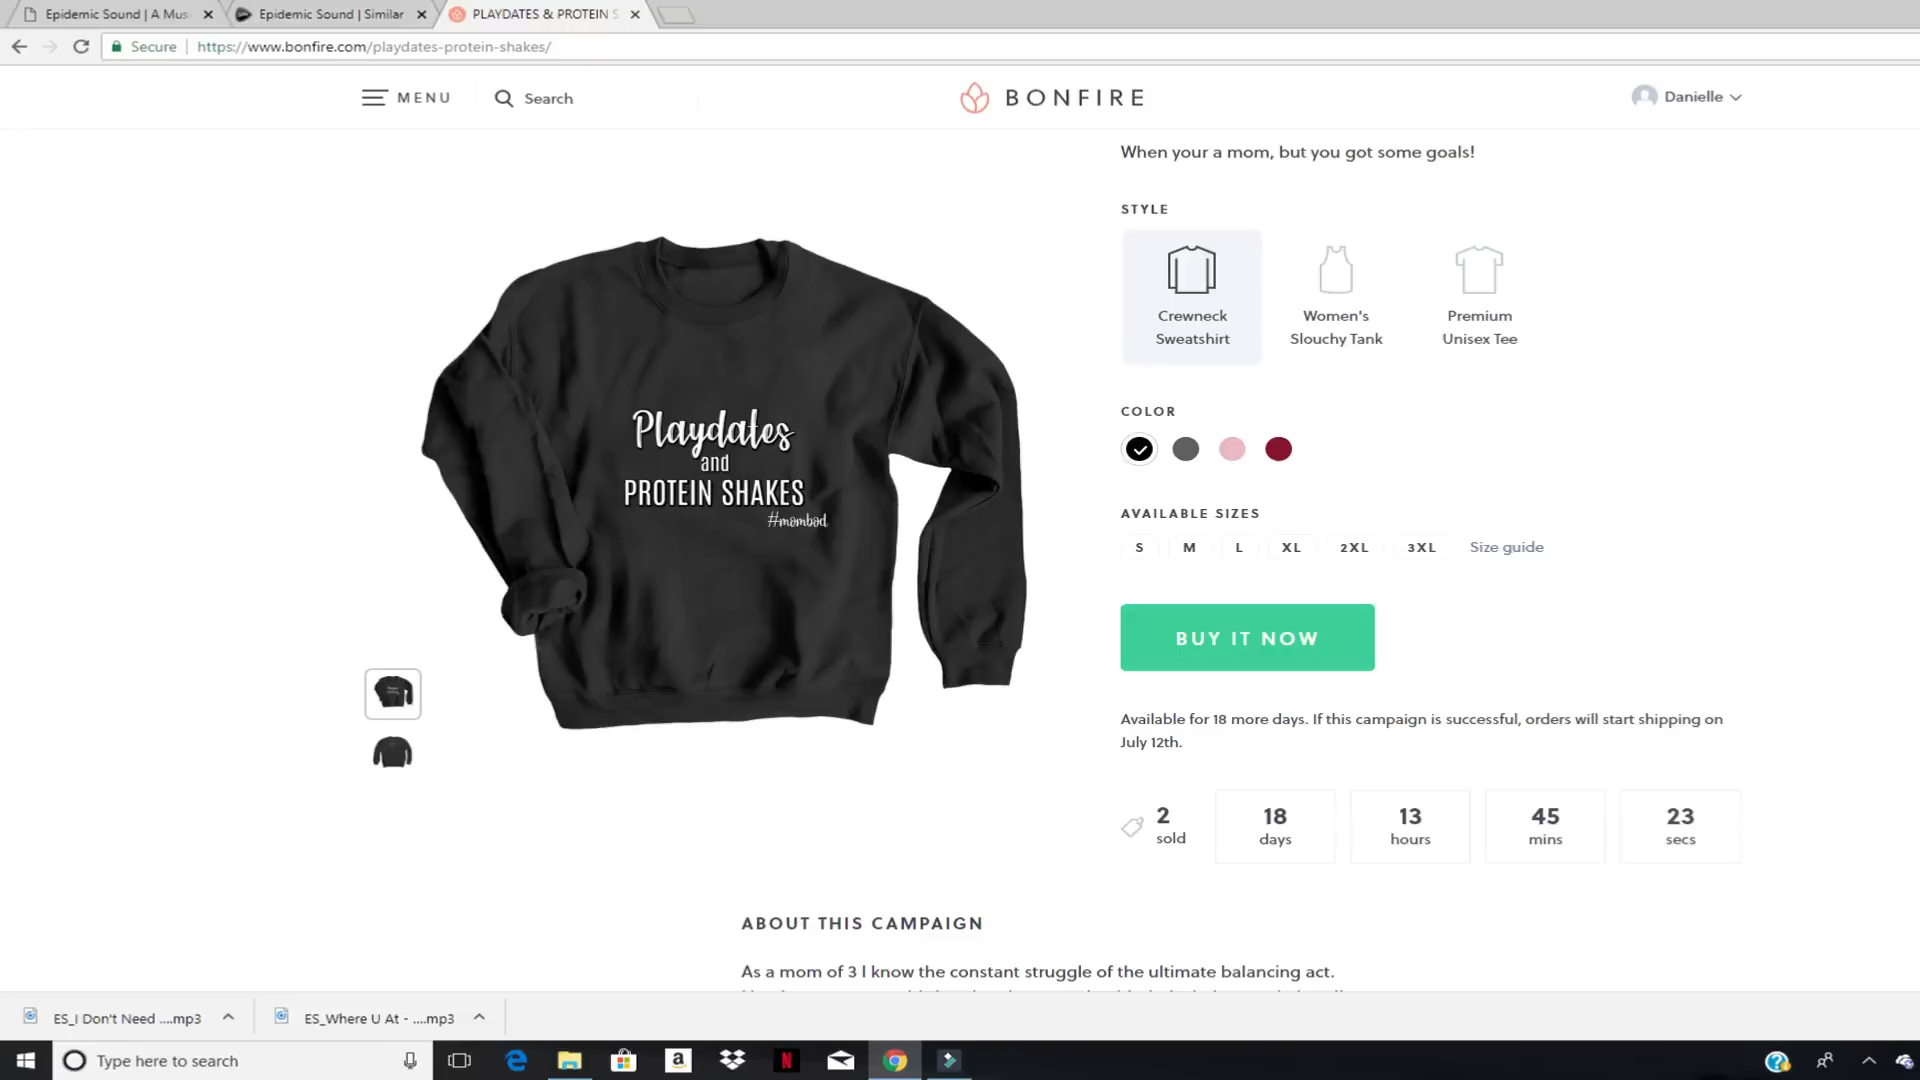 Epidemic Sound | A Mus
Epidemic Sound | Similar
PLAYDATES & PROTEIN S
Secure
https://www.bonfire.com/playdates-protein-shakes/
MENU
Search
BONFIRE
Danielle
When your a mom, but you got some goals!
STYLE
Crewneck
Sweatshirt
Women's
Slouchy Tank
Premium
Unisex Tee
COLOR
AVAILABLE SIZES
S M L XL 2XL 3XL Size guide
BUY IT NOW
Available for 18 more days. If this campaign is successful, orders will start shipping on
July 12th.
2
sold
18
days
13
hours
45
mins
23
secs
Playdates
and
PROTEIN SHAKES
#mombod
ABOUT THIS CAMPAIGN
As a mom of 3 I know the constant struggle of the ultimate balancing act.
ES_I Don't Need ....mp3
ES_Where U At - ....mp3
Type here to search